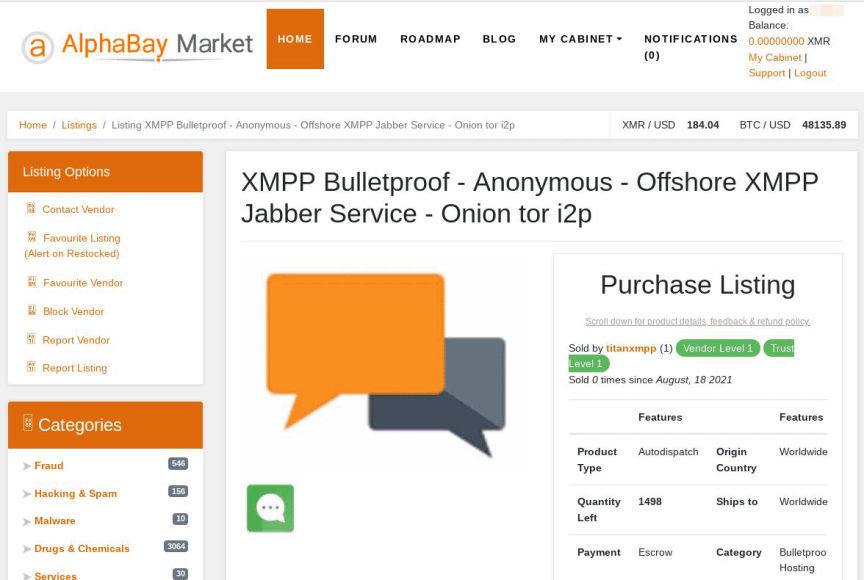 AlphaBay Market
HOME
FORUM
ROADMAP
BLOG
MY CABINET
NOTIFICATIONS
(0)
Logged in as
Balance:
0.00000000 XMR
My Cabinet |
Support | Logout
Home / Listings / Listing XMPP Bulletproof - Anonymous - Offshore XMPP Jabber Service - Onion tor i2p
XMR / USD 184.04 BTC / USD 48135.89
Listing Options
Contact Vendor
Favourite Listing
(Alert on Restocked)
Favourite Vendor
Block Vendor
Report Vendor
Report Listing
Categories
Fraud 546
Hacking & Spam 156
Malware 10
Drugs & Chemicals 3064
Services 30
XMPP Bulletproof - Anonymous - Offshore XMPP
Jabber Service - Onion tor i2p
Purchase Listing
Scroll down for product details, feedback & refund policy.
Sold by titanxmpp (1) Vendor Level 1 Trust
Level 1
Sold 0 times since August, 18 2021
Features Features
Product Autodispatch Origin Worldwide
Type Country
Quantity 1498 Ships to Worldwide
Left
Payment Escrow Category Bulletproo
Hosting